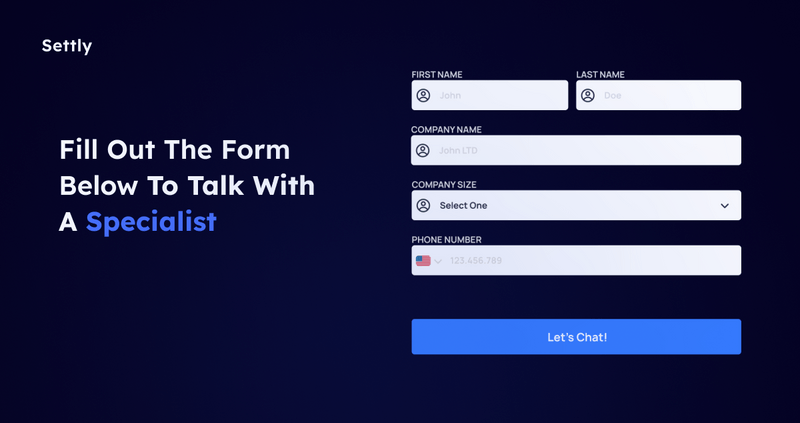 Settly
Fill Out The Form
Below To Talk With
A Specialist
FIRST NAME
John
LAST NAME
Doe
COMPANY NAME
John LTD
COMPANY SIZE
Select One
PHONE NUMBER
123.456.789
Let's Chat!